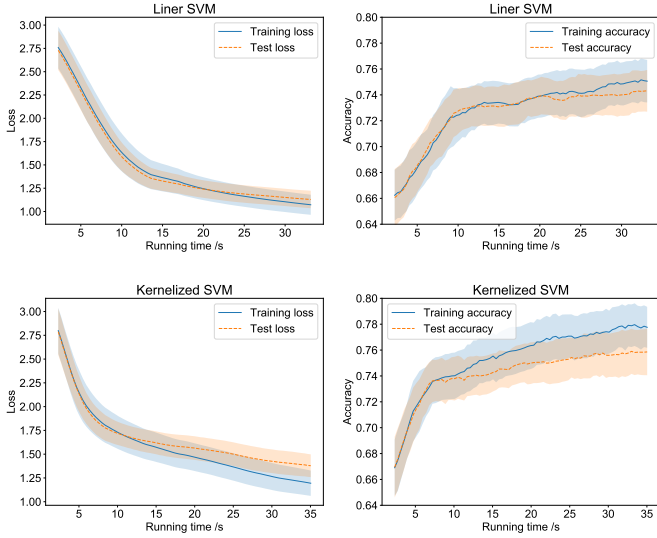 Liner SVM
3.00
2.75
2.50
2.25
2.00
1.75
1.50
1.25
1.00
Loss
Training loss
Test loss
5 10 15 20 25 30
Running time /s
Liner SVM
0.80
0.78
0.76
0.74
0.72
0.70
0.68
0.66
0.64
Accuracy
Training accuracy
Test accuracy
5 10 15 20 25 30
Running time /s
Kernelized SVM
3.00
2.75
2.50
2.25
2.00
1.75
1.50
1.25
1.00
Loss
Training loss
Test loss
5 10 15 20 25 30 35
Running time /s
Kernelized SVM
0.80
0.78
0.76
0.74
0.72
0.70
0.68
0.66
0.64
Accuracy
Training accuracy
Test accuracy
5 10 15 20 25 30 35
Running time /s